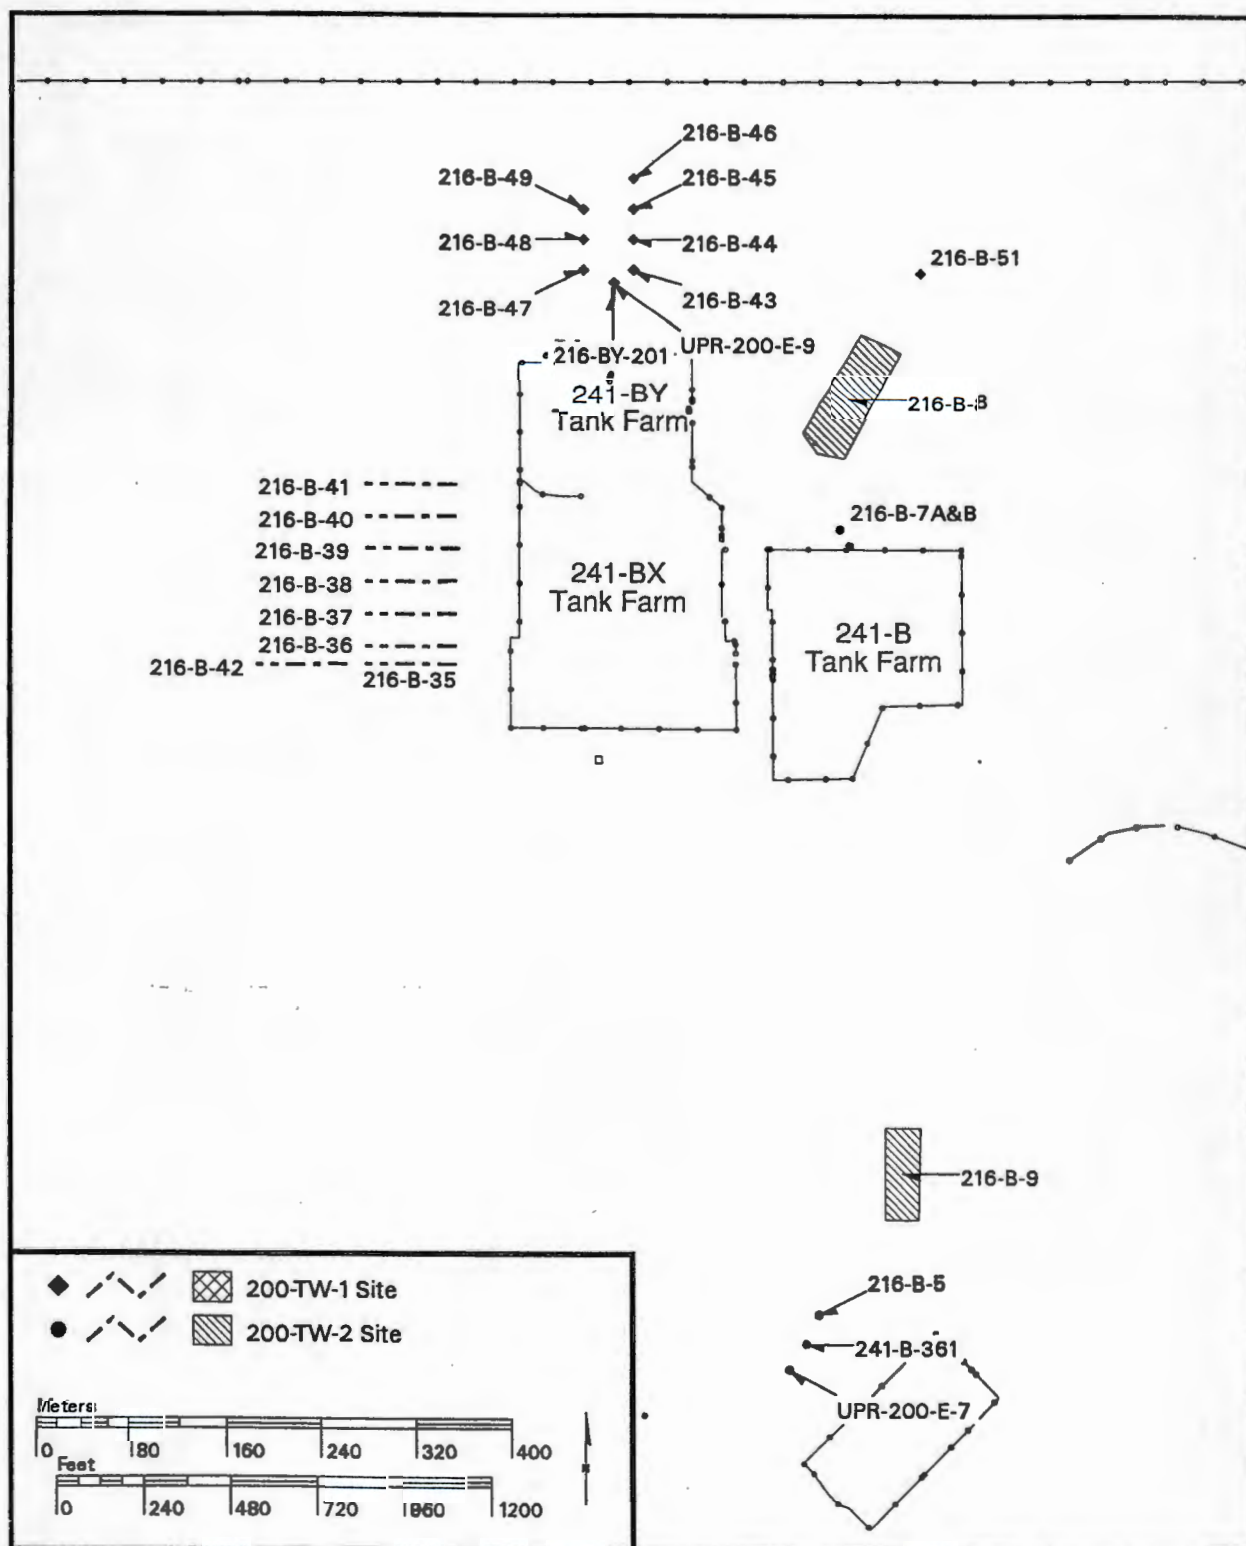 216-B-46
216-B-49
216-B-45
216-B-48
216-B-44
216-B-51
216-B-47
216-B-43
UPR-200-E-9
216-BY-201
241-BY
Tank Farm
216-B-8
216-B-41
216-B-40
216-B-7A&B
216-B-39
216-B-38
241-BX
Tank Farm
216-B-37
216-B-36
241-B
Tank Farm
216-B-42
216-B-35
216-B-9
200-TW-1 Site
216-B-5
200-TW-2 Site
241-B-361
UPR-200-E-7
Meters
0 80 160 240 320 400
Feet
0 240 480 720 960 1200